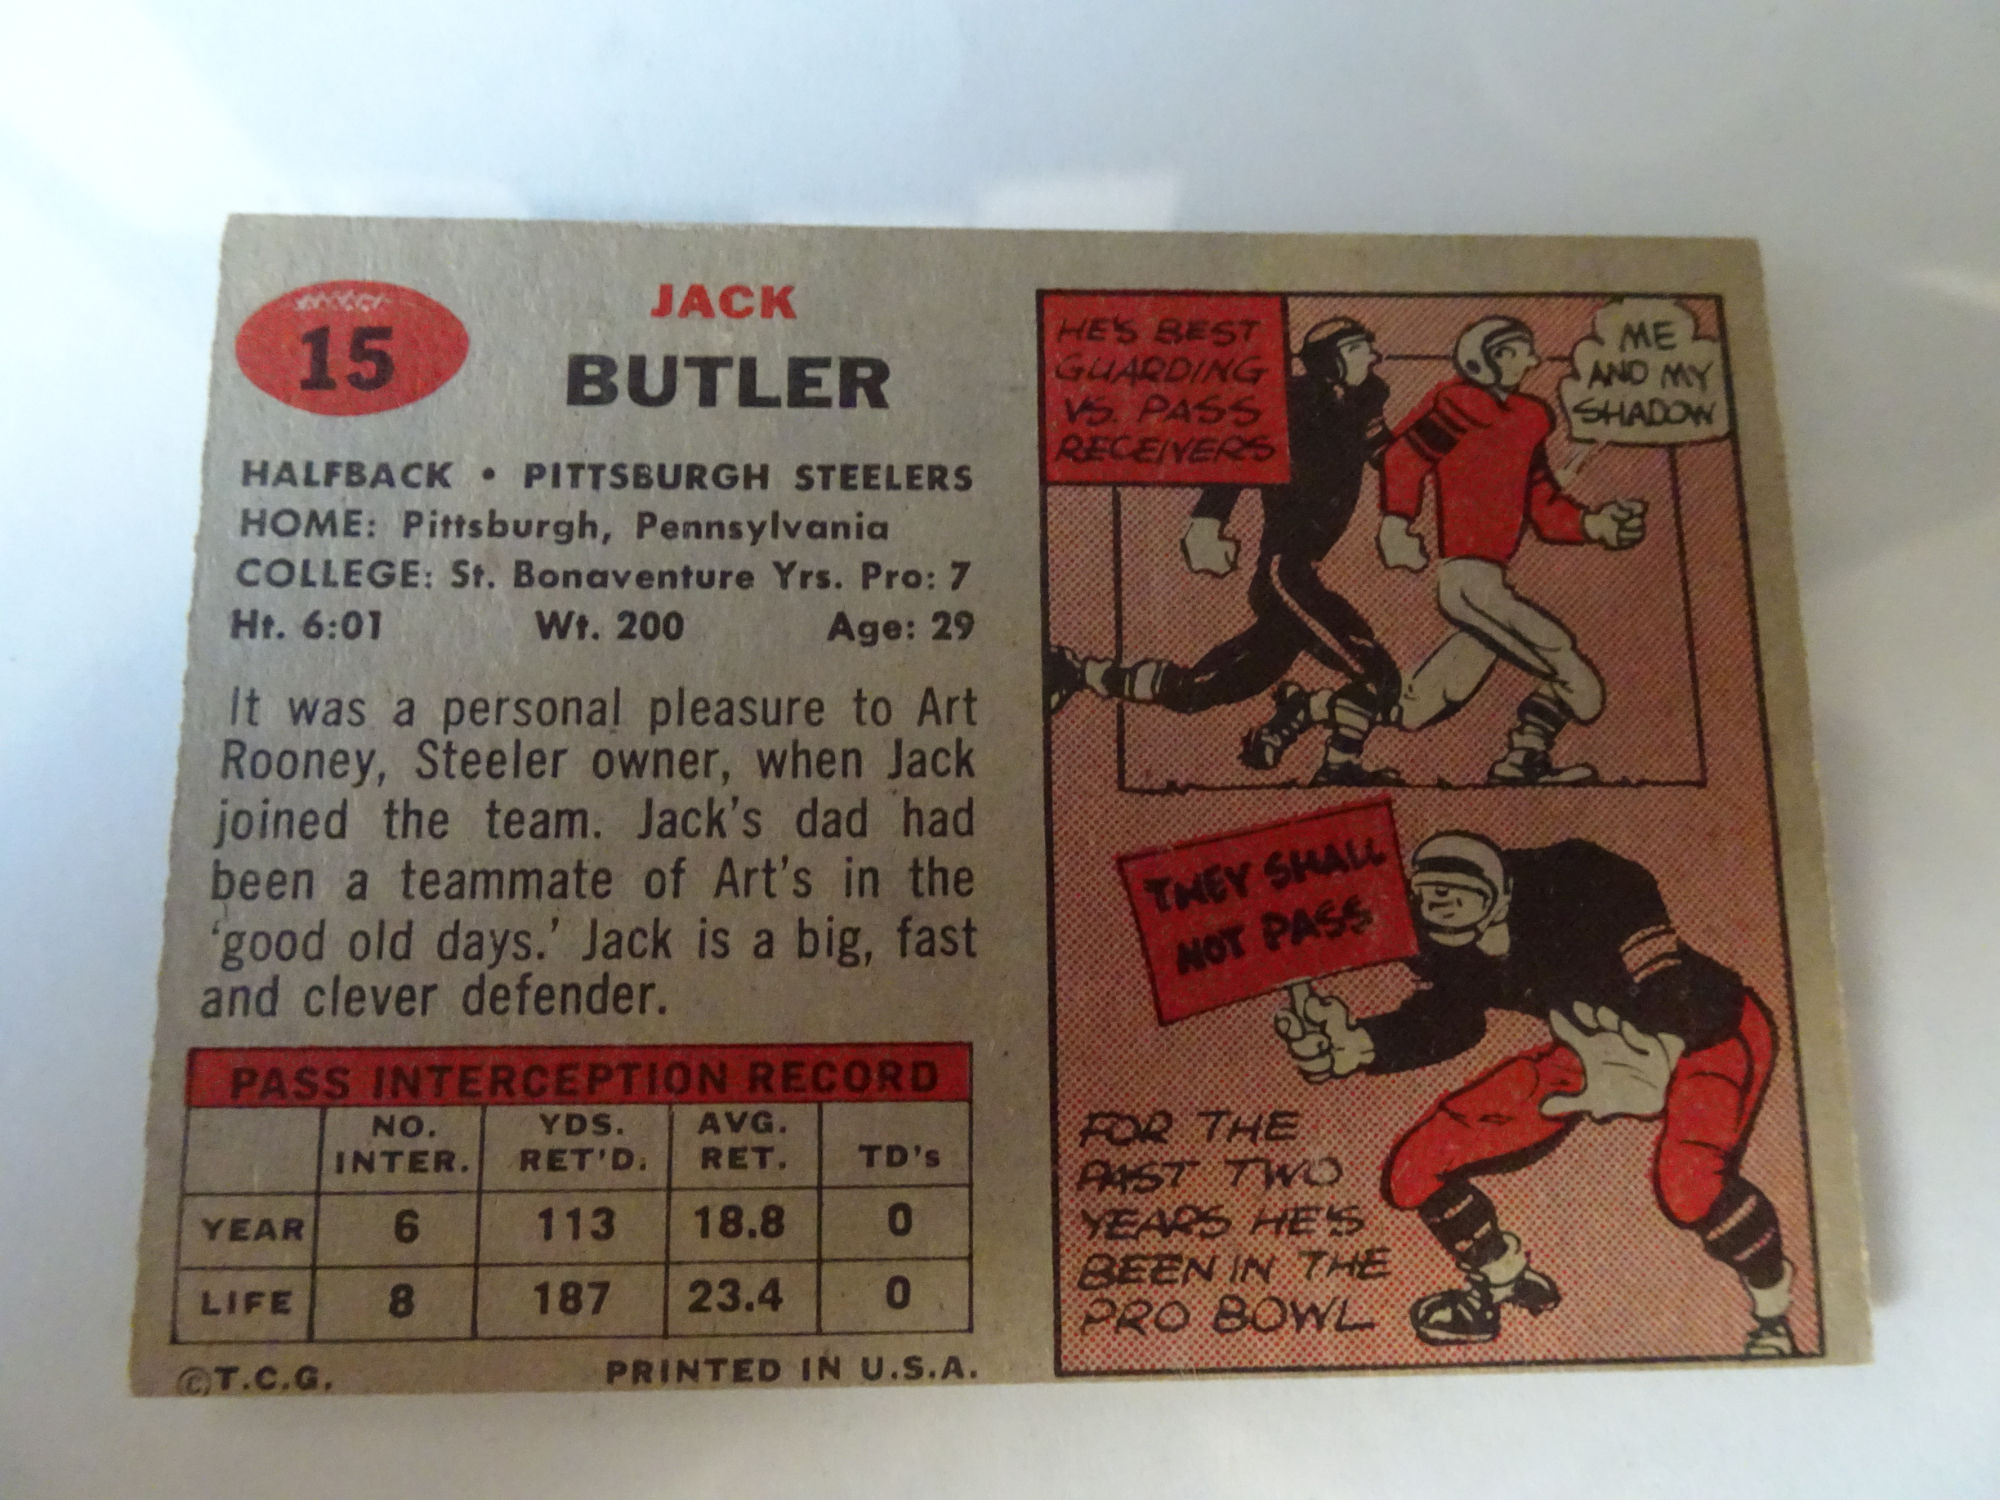 15
JACK
BUTLER
HALFBACK • PITTSBURGH STEELERS
HOME: Pittsburgh, Pennsylvania
COLLEGE: St. Bonaventure Yrs. Pro: 7
Ht. 6:01 Wt. 200 Age: 29
It was a personal pleasure to Art
Rooney, Steeler owner, when Jack
joined the team. Jack's dad had
been a teammate of Art's in the
'good old days.' Jack is a big, fast
and clever defender.
PASS INTERCEPTION RECORD
NO. INTER. YDS. RET'D. AVG. RET. TD's
YEAR 6 113 18.8 0
LIFE 8 187 23.4 0
©T.C.G. PRINTED IN U.S.A.
HE'S BEST
GUARDING
VS. PASS
RECEIVERS
ME
AND MY
SHADOW
THEY SHALL
NOT PASS
FOR THE
PAST TWO
YEARS HE'S
BEEN IN THE
PRO BOWL